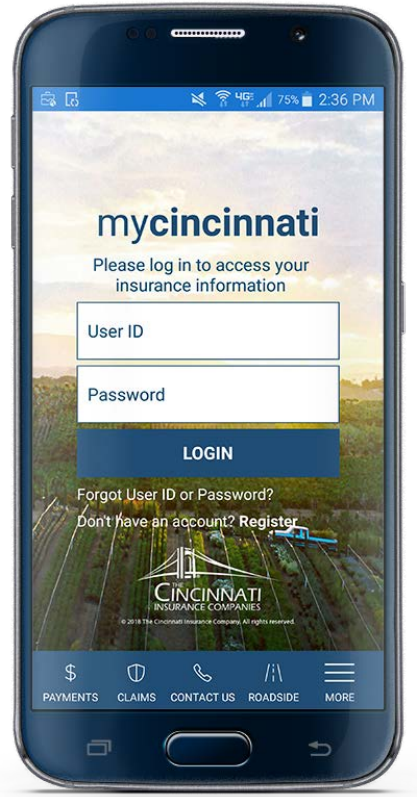 4GE 75% 2:36 PM
mycincinnati
Please log in to access your
insurance information
User ID
Password
LOGIN
Forgot User ID or Password?
Don't have an account? Register
THE
CINCINNATI
INSURANCE COMPANIES
© 2018 The Cincinnati Insurance Company. All rights reserved.
$
PAYMENTS CLAIMS CONTACT US ROADSIDE MORE